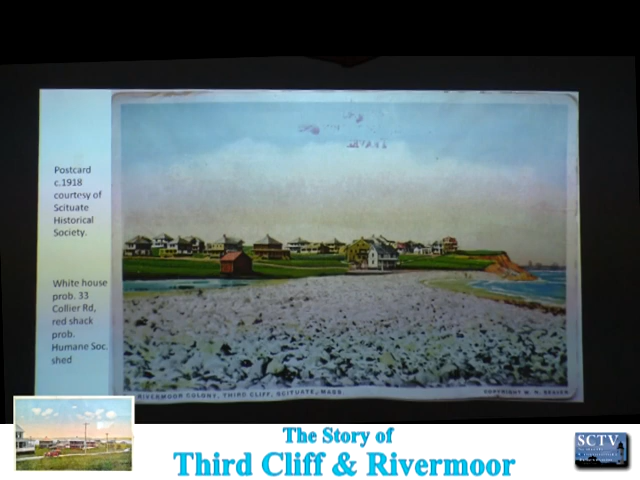 Postcard
c.1918
courtesy of
Scituate
Historical
Society.
White house
prob. 33
Collier Rd,
red shack
prob.
Humane Soc.
shed
RIVERMOOR COLONY, THIRD CLIFF, SCITUATE, MASS.
COPYRIGHT
The Story of
Third Cliff & Rivermoor
SCTV